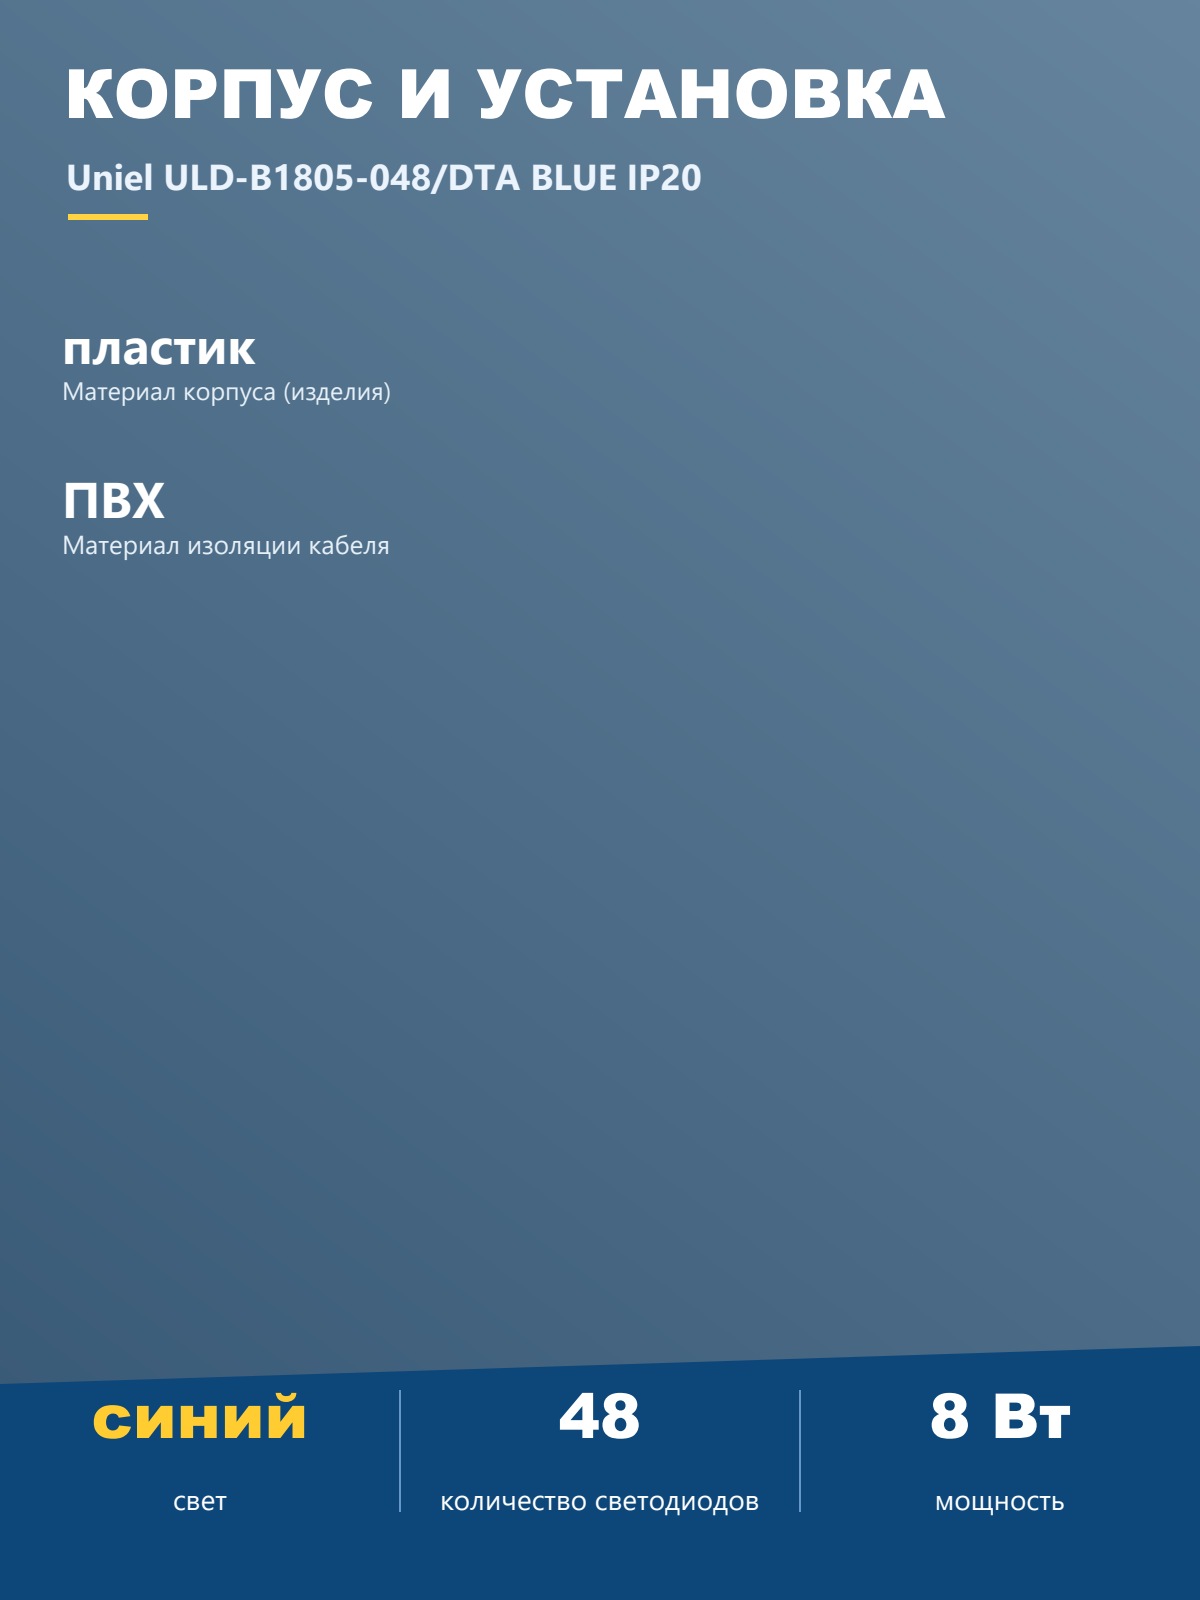 КОРПУС И УСТАНОВКА
Uniel ULD-B1805-048/DTA BLUE IP20
пластик
Материал корпуса (изделия)
ПВХ
Материал изоляции кабеля
синий
свет
48
количество светодиодов
8 Вт
мощность